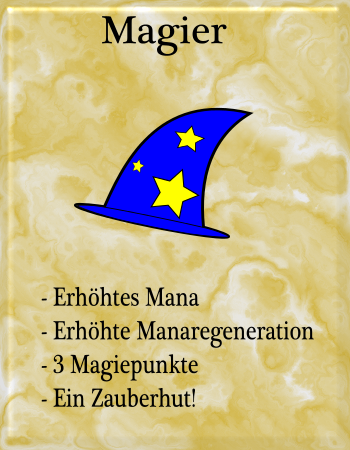 Magier
- Erhöhtes Mana
- Erhöhte Manaregeneration
- 3 Magiepunkte
- Ein Zauberhut!